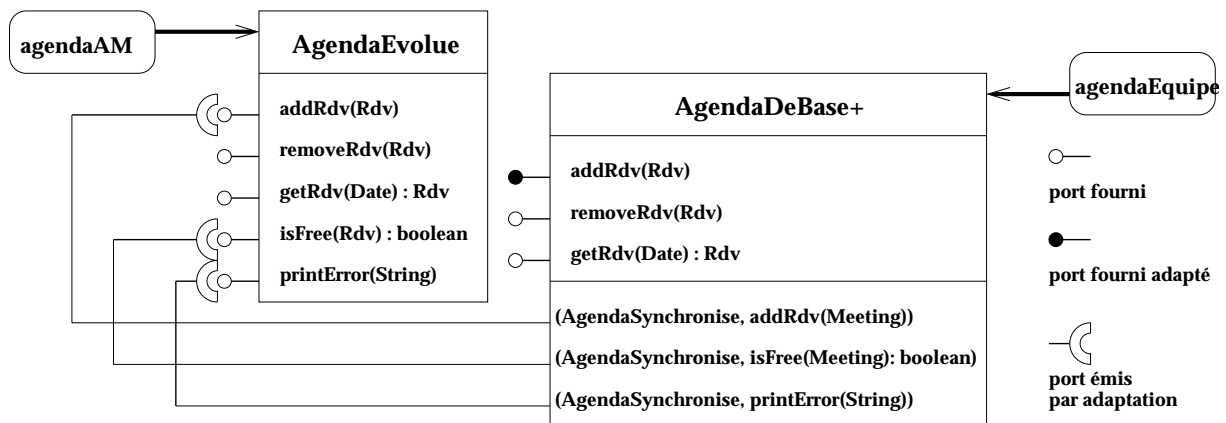 agendaAM
AgendaEvolue
addRdv(Rdv)
removeRdv(Rdv)
getRdv(Date) : Rdv
isFree(Rdv) : boolean
printError(String)
AgendaDeBase+
addRdv(Rdv)
removeRdv(Rdv)
getRdv(Date) : Rdv
(AgendaSynchronise, addRdv(Meeting))
(AgendaSynchronise, isFree(Meeting): boolean)
(AgendaSynchronise, printError(String))
agendaEquipe
port fourni
port fourni adapté
port émis
par adaptation